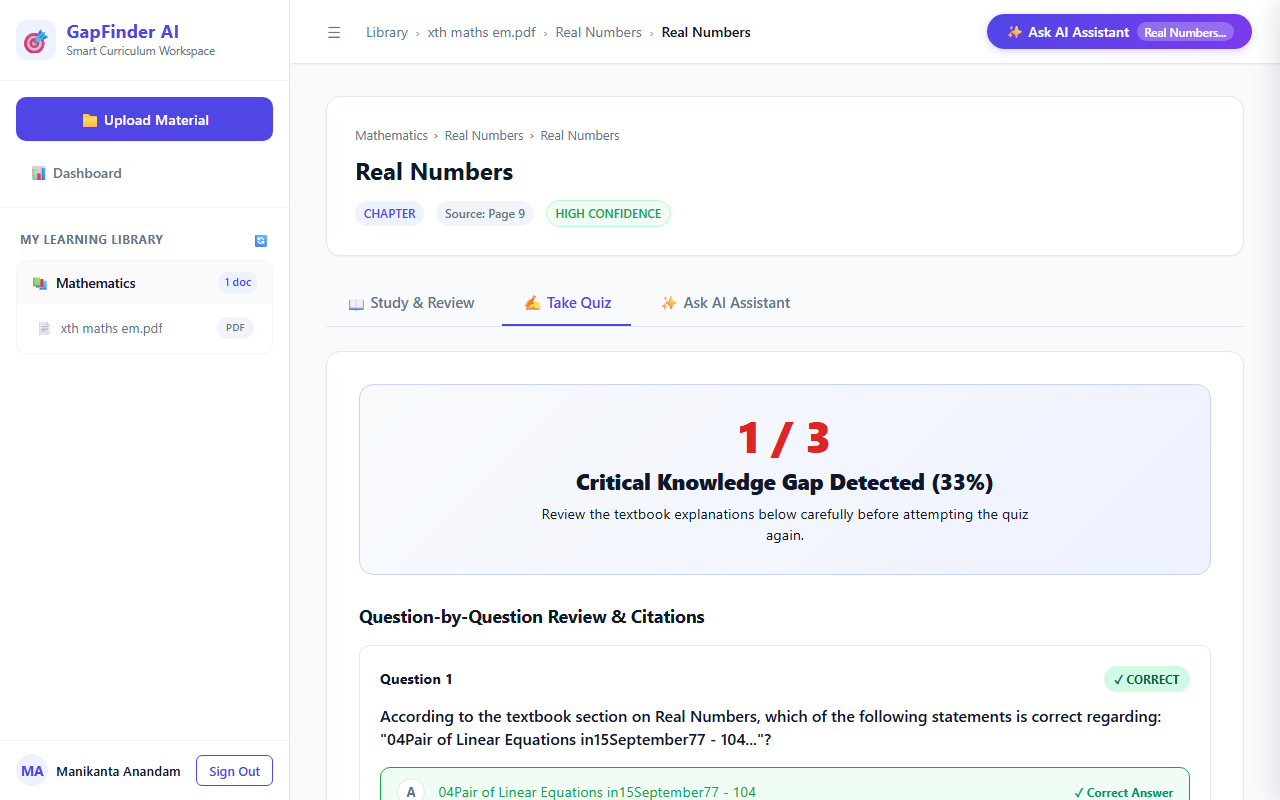 GapFinder AI
Smart Curriculum Workspace
Upload Material
Dashboard
MY LEARNING LIBRARY
Mathematics
1 doc
xth maths em.pdf
PDF
MA
Manikanta Anandam
Sign Out
Library › xth maths em.pdf › Real Numbers › Real Numbers
Ask AI Assistant
Real Numbers...
Mathematics › Real Numbers › Real Numbers
Real Numbers
CHAPTER
Source: Page 9
HIGH CONFIDENCE
Study & Review
Take Quiz
Ask AI Assistant
1 / 3
Critical Knowledge Gap Detected (33%)
Review the textbook explanations below carefully before attempting the quiz
again.
Question-by-Question Review & Citations
Question 1
✓ CORRECT
According to the textbook section on Real Numbers, which of the following statements is correct regarding:
"04Pair of Linear Equations in15September77 - 104..."?
A
04Pair of Linear Equations in15September77 - 104
✓ Correct Answer